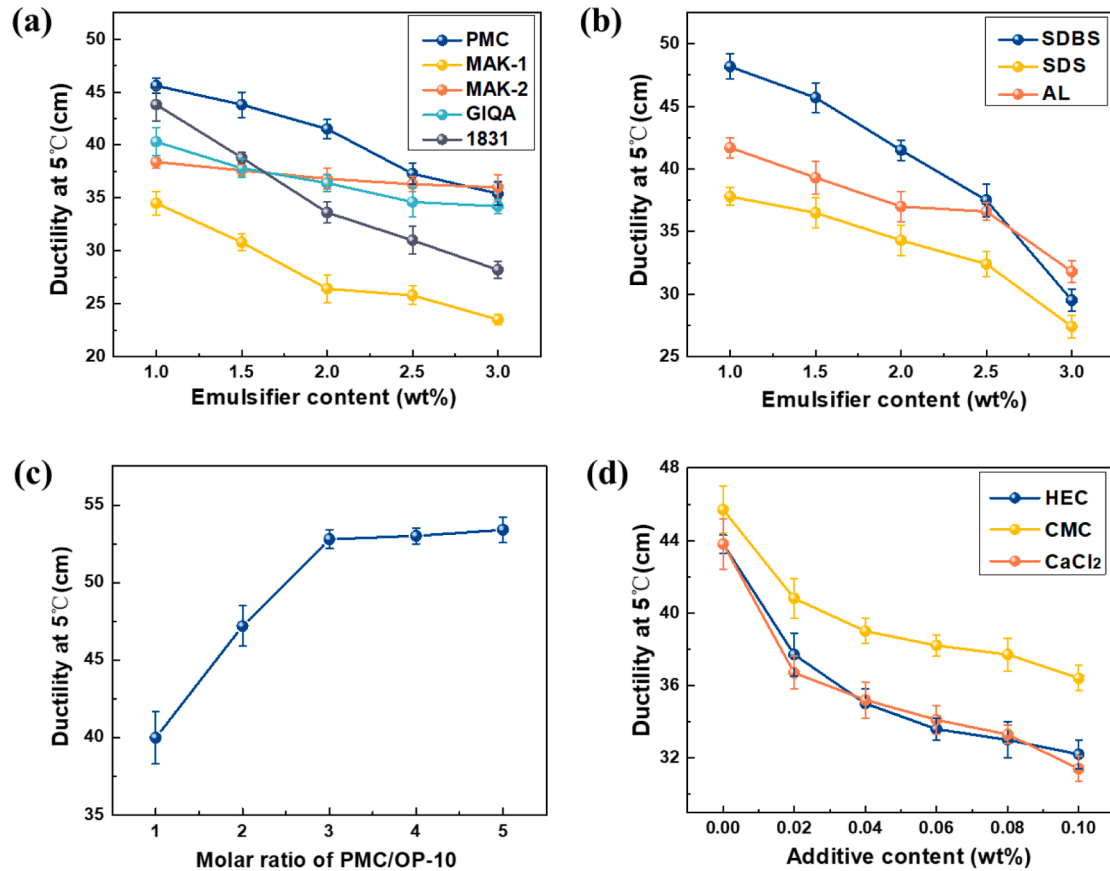 (a)
50
45
40
35
30
25
20
1.0 1.5 2.0 2.5 3.0
Ductility at 5℃ (cm)
Emulsifier content (wt%)
PMC
MAK-1
MAK-2
GIQA
1831
(b)
50
45
40
35
30
25
1.0 1.5 2.0 2.5 3.0
Ductility at 5℃ (cm)
Emulsifier content (wt%)
SDBS
SDS
AL
(c)
55
50
45
40
35
1 2 3 4 5
Ductility at 5℃ (cm)
Molar ratio of PMC/OP-10
(d)
48
44
40
36
32
0.00 0.02 0.04 0.06 0.08 0.10
Ductility at 5℃ (cm)
Additive content (wt%)
HEC
CMC
CaCl₂